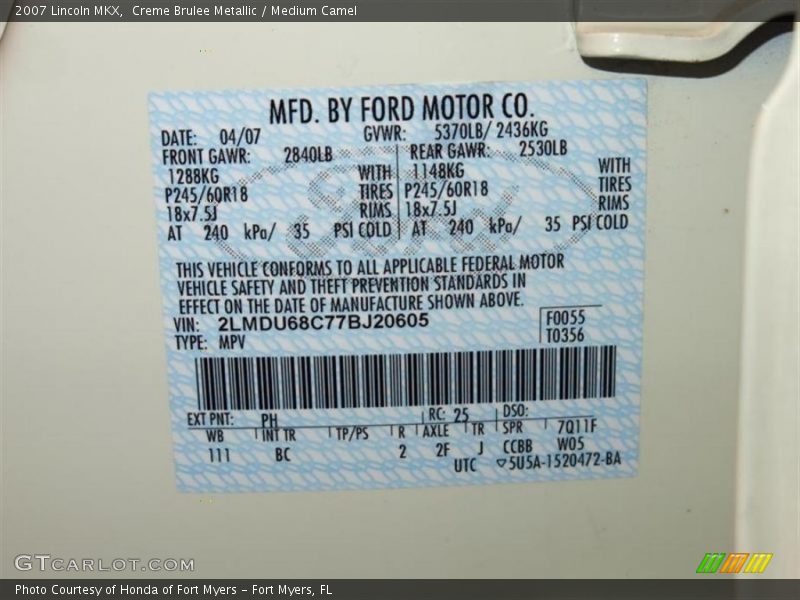 2007 Lincoln MKX,  Creme Brulee Metallic / Medium Camel
MFD. BY FORD MOTOR CO.
DATE: 04/07 GVWR: 5370LB/ 2436KG
FRONT GAWR: 2840LB REAR GAWR: 2530LB
1288KG WITH 1148KG WITH
P245/60R18 TIRES P245/60R18 TIRES
18x7.5J RIMS 18x7.5J RIMS
AT 240 kPa/ 35 PSI COLD AT 240 kPa/ 35 PSI COLD
THIS VEHICLE CONFORMS TO ALL APPLICABLE FEDERAL MOTOR
VEHICLE SAFETY AND THEFT PREVENTION STANDARDS IN
EFFECT ON THE DATE OF MANUFACTURE SHOWN ABOVE.
VIN: 2LMDU68C77BJ20605 F0055
TYPE: MPV T0356
EXT PNT: PH RC: 25 DSO:
WB INT TR TP/PS R AXLE TR SPR 7Q11F
111 BC 2 2F J CCBB W05
UTC ▽5U5A-1520472-BA
GTCARLOT.COM
Photo Courtesy of Honda of Fort Myers - Fort Myers, FL